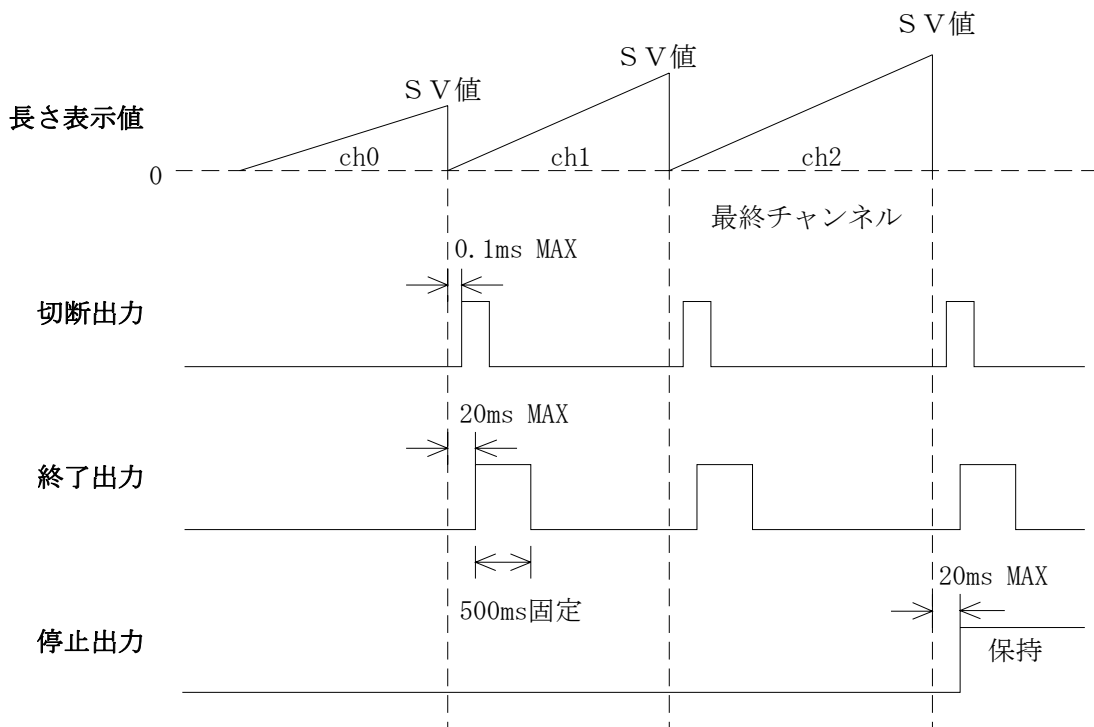 ＳＶ値
ＳＶ値
ＳＶ値
長さ表示値
ch0
ch1
ch2
0
最終チャンネル
0.1ms MAX
切断出力
20ms MAX
終了出力
20ms MAX
500ms固定
停止出力
保持